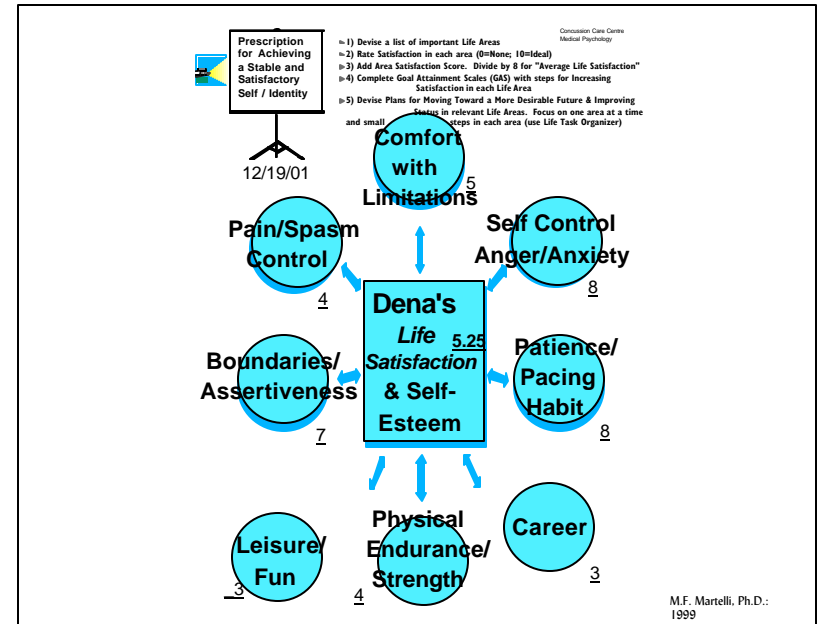 Prescription
for Achieving
a Stable and
Satisfactory
Self / Identity
12/19/01
1) Devise a list of important Life Areas
2) Rate Satisfaction in each area (0=None; 10=Ideal)
3) Add Area Satisfaction Score. Divide by 8 for "Average Life Satisfaction"
4) Complete Goal Attainment Scales (GAS) with steps for Increasing
Satisfaction in each Life Area
5) Devise Plans for Moving Toward a More Desirable Future & Improving
Status in relevant Life Areas. Focus on one area at a time
and small steps in each area (use Life Task Organizer)
Concussion Care Centre
Medical Psychology
Comfort
with
Limitations
5
Pain/Spasm
Control
4
Self Control
Anger/Anxiety
8
Dena's
Life 5.25
Satisfaction
& Self-
Esteem
Boundaries/
Assertiveness
7
Patience/
Pacing
Habit
8
Leisure/
Fun
_3
Physical
Endurance/
Strength
4
Career
3
M.F. Martelli, Ph.D.:
1999